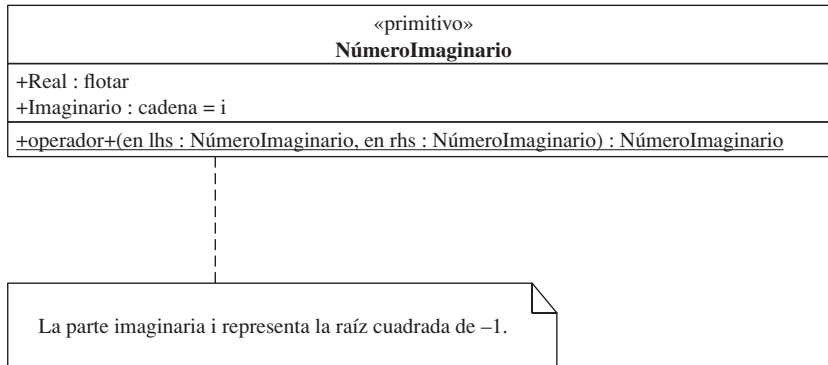 «primitivo»
NúmeroImaginario
+Real : flotar
+Imaginario : cadena = i
+operador+(en lhs : NúmeroImaginario, en rhs : NúmeroImaginario) : NúmeroImaginario
La parte imaginaria i representa la raíz cuadrada de –1.